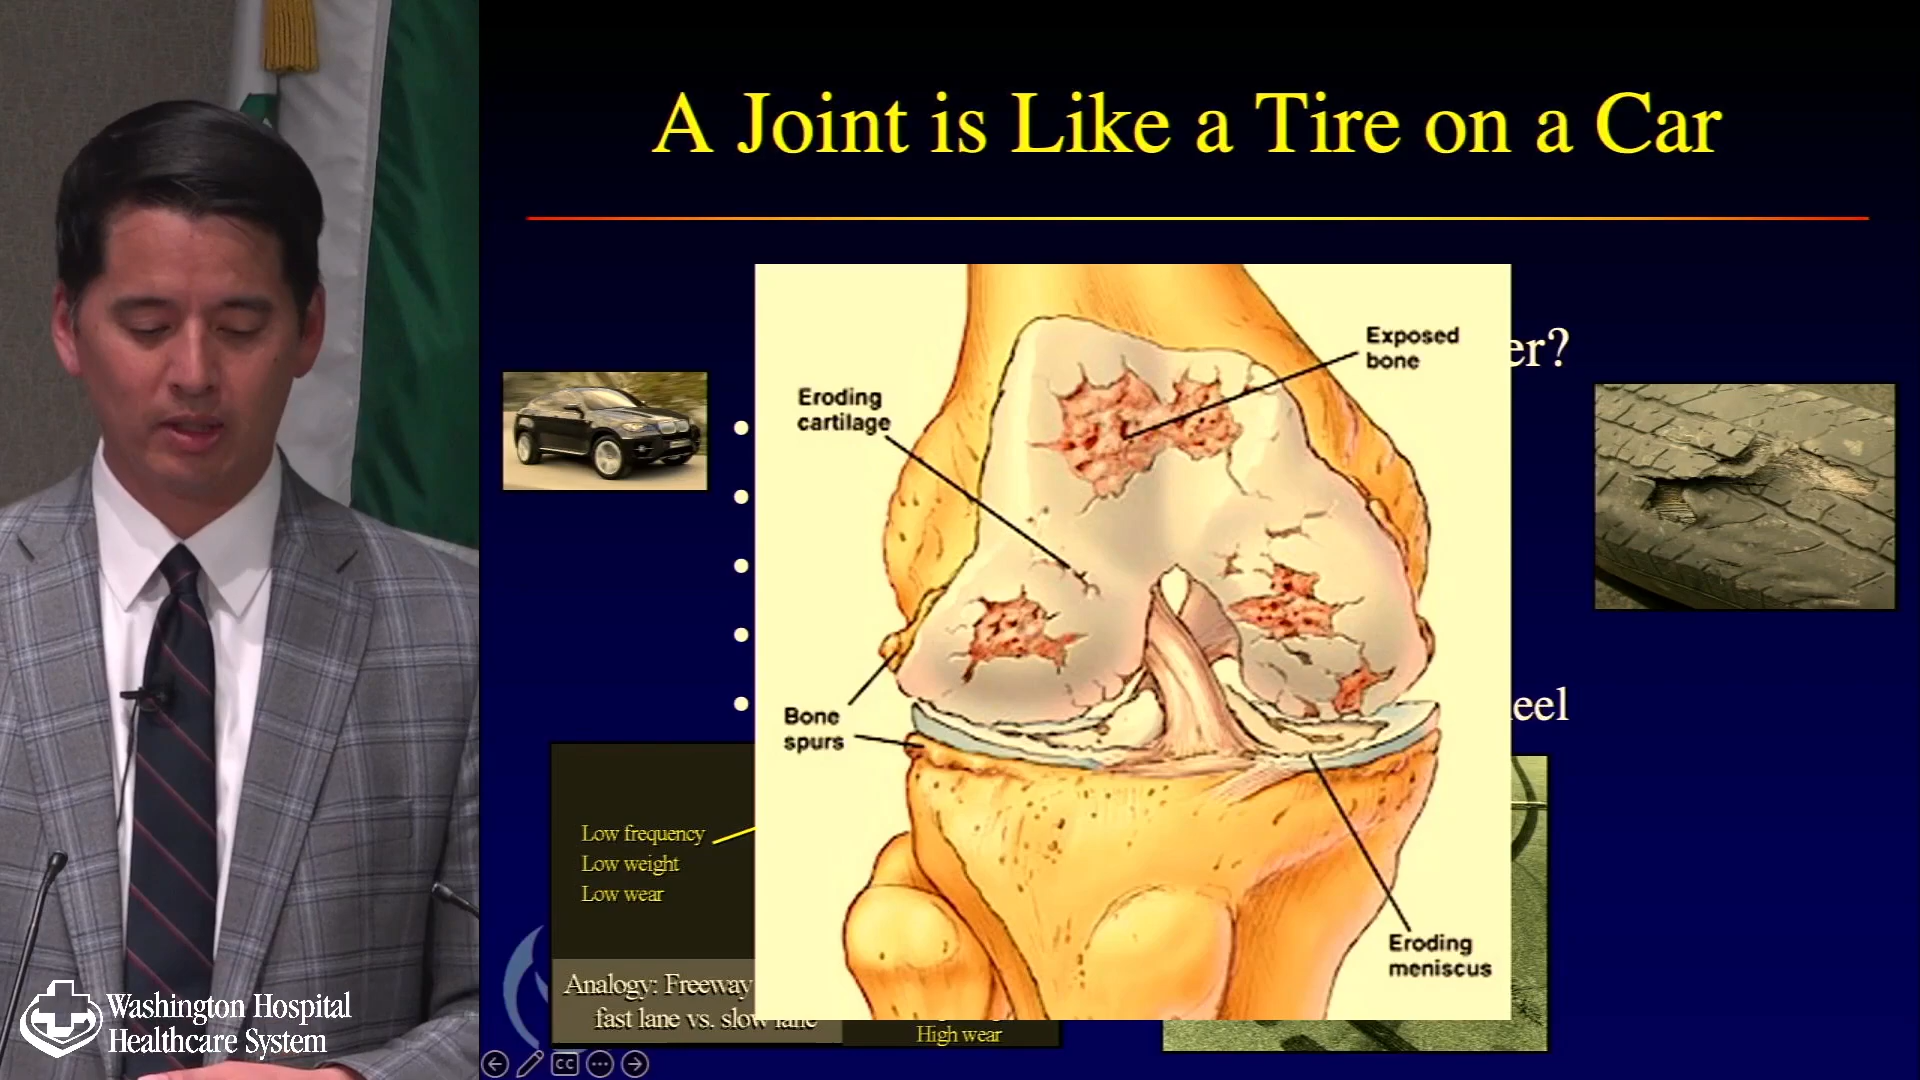 A Joint is Like a Tire on a Car
er?
Exposed
bone
Eroding
cartilage
Bone
spurs
eel
Low frequency
Low weight
Low wear
Eroding
meniscus
Analogy: Freeway
fast lane vs. slow lane
High wear
Washington Hospital
Healthcare System
CC